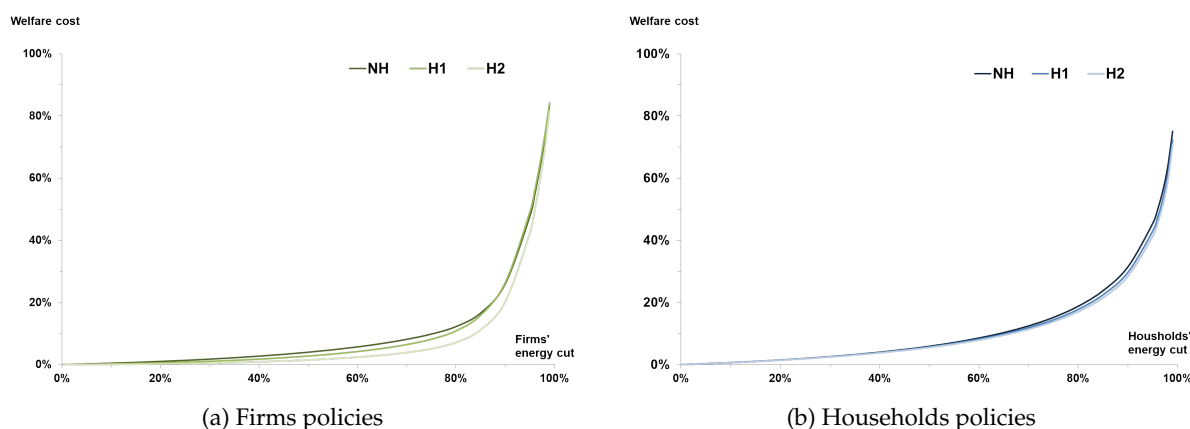 Welfare cost
100%
80%
60%
40%
20%
0%
NH H1 H2
Firms'
energy cut
0% 20% 40% 60% 80% 100%
(a) Firms policies
Welfare cost
100%
80%
60%
40%
20%
0%
NH H1 H2
Housholds'
energy cut
0% 20% 40% 60% 80% 100%
(b) Households policies